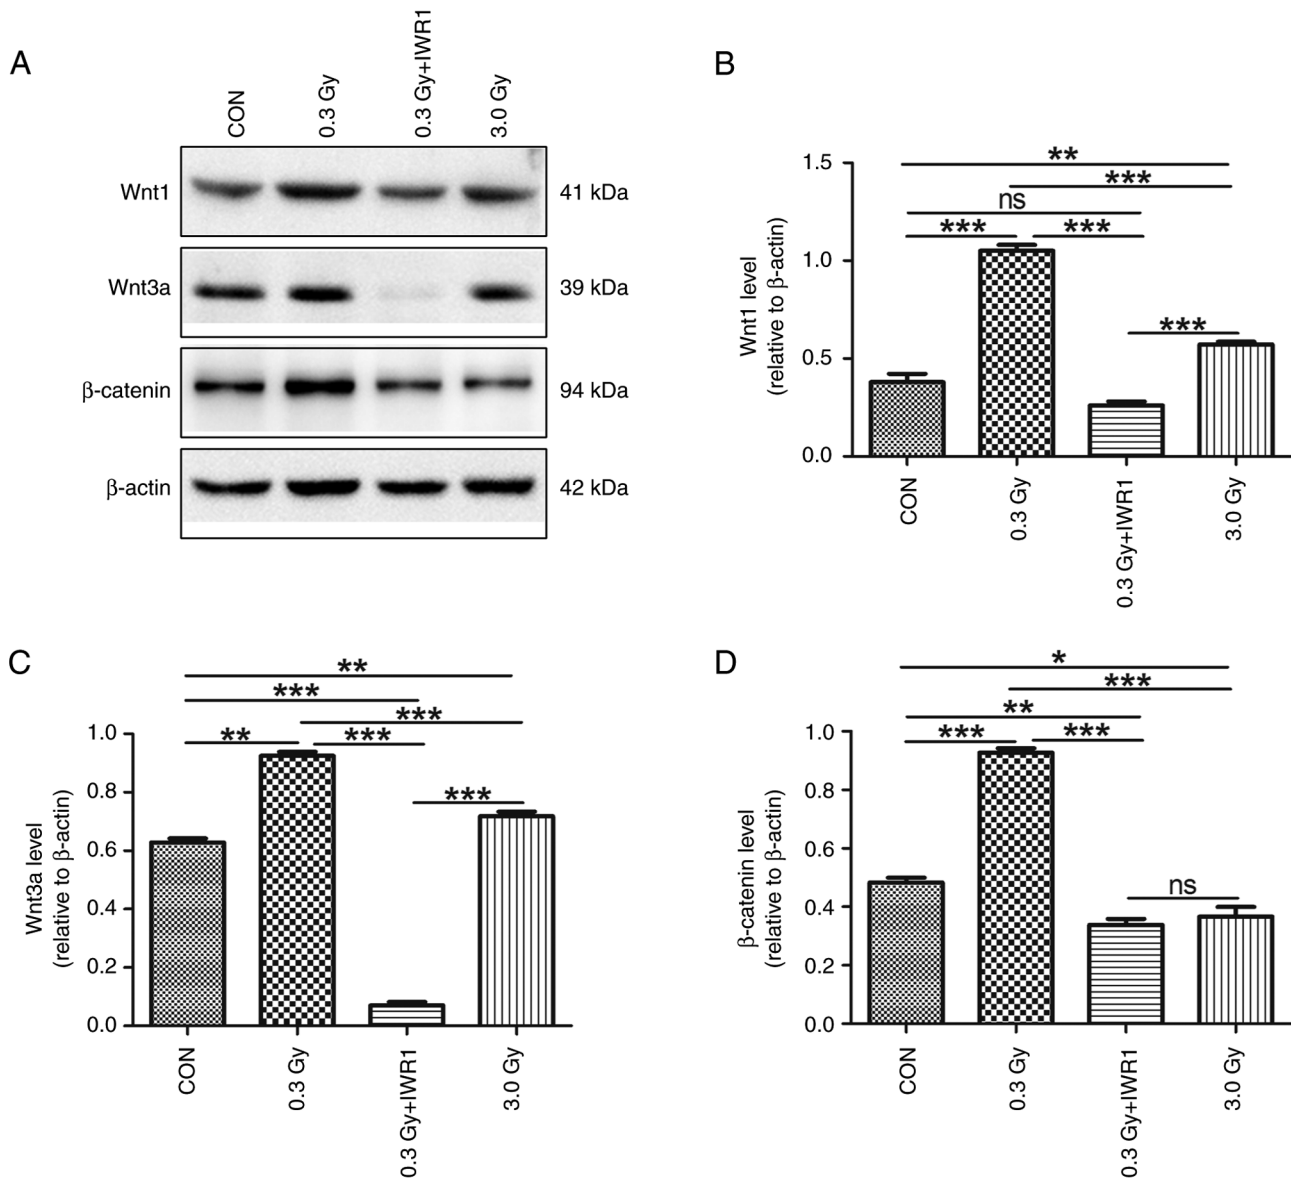 A
CON
0.3 Gy
0.3 Gy+IWR1
3.0 Gy
Wnt1
41 kDa
Wnt3a
39 kDa
β-catenin
94 kDa
β-actin
42 kDa
B
**
***
ns
***
***
***
1.5
1.0
0.5
0.0
Wnt1 level
(relative to β-actin)
CON
0.3 Gy
0.3 Gy+IWR1
3.0 Gy
C
**
***
***
**
***
***
1.0
0.8
0.6
0.4
0.2
0.0
Wnt3a level
(relative to β-actin)
CON
0.3 Gy
0.3 Gy+IWR1
3.0 Gy
D
*
***
**
***
***
ns
1.0
0.8
0.6
0.4
0.2
0.0
β-catenin level
(relative to β-actin)
CON
0.3 Gy
0.3 Gy+IWR1
3.0 Gy